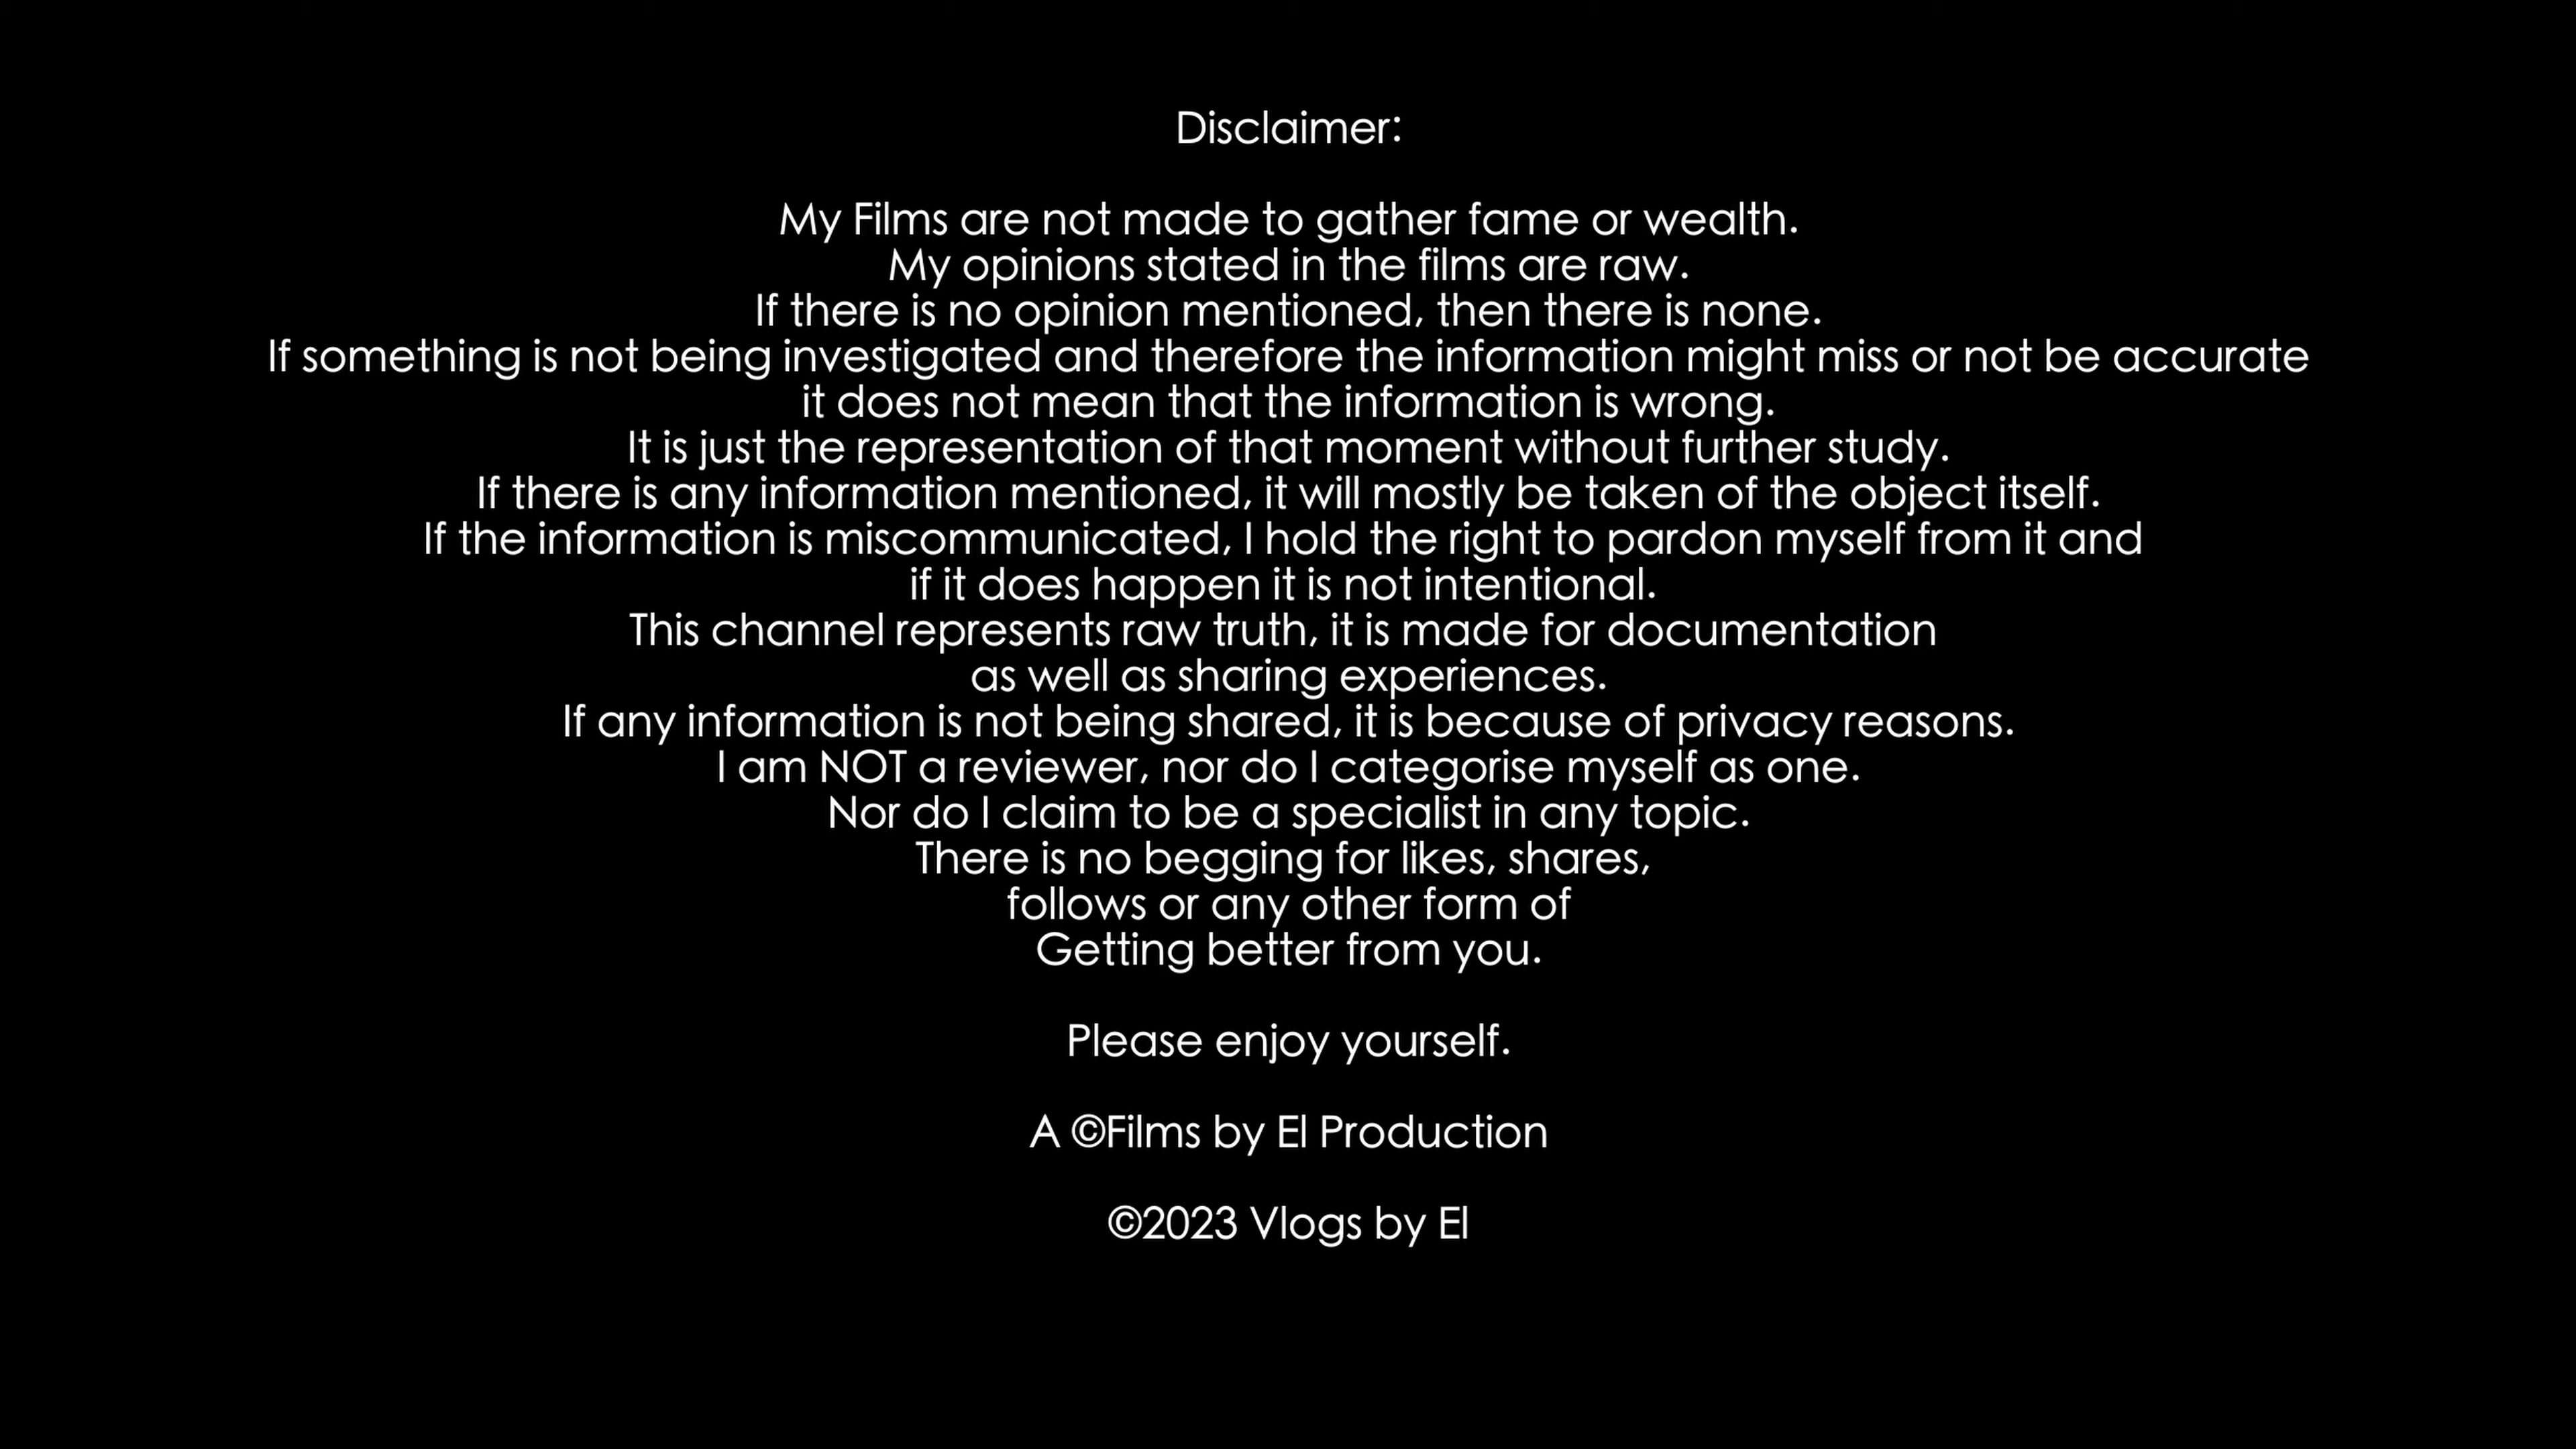 Disclaimer:
My Films are not made to gather fame or wealth.
My opinions stated in the films are raw.
If there is no opinion mentioned, then there is none.
If something is not being investigated and therefore the information might miss or not be accurate
it does not mean that the information is wrong.
It is just the representation of that moment without further study.
If there is any information mentioned, it will mostly be taken of the object itself.
If the information is miscommunicated, I hold the right to pardon myself from it and
if it does happen it is not intentional.
This channel represents raw truth, it is made for documentation
as well as sharing experiences.
If any information is not being shared, it is because of privacy reasons.
I am NOT a reviewer, nor do I categorise myself as one.
Nor do I claim to be a specialist in any topic.
There is no begging for likes, shares,
follows or any other form of
Getting better from you.
Please enjoy yourself.
A ©Films by El Production
©2023 Vlogs by El